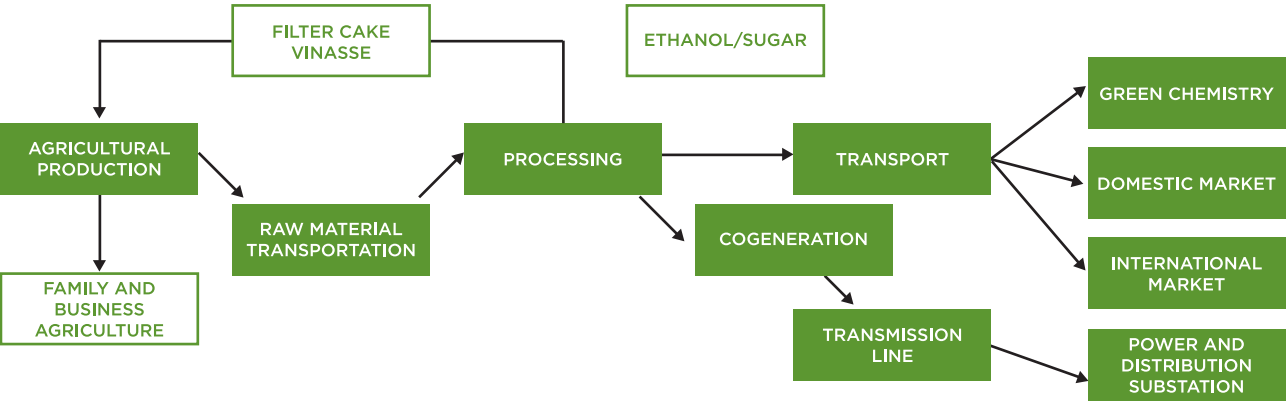 FILTER CAKE
VINASSE
ETHANOL/SUGAR
GREEN CHEMISTRY
AGRICULTURAL
PRODUCTION
PROCESSING
TRANSPORT
DOMESTIC MARKET
RAW MATERIAL
TRANSPORTATION
COGENERATION
INTERNATIONAL
MARKET
FAMILY AND
BUSINESS
AGRICULTURE
TRANSMISSION
LINE
POWER AND
DISTRIBUTION
SUBSTATION